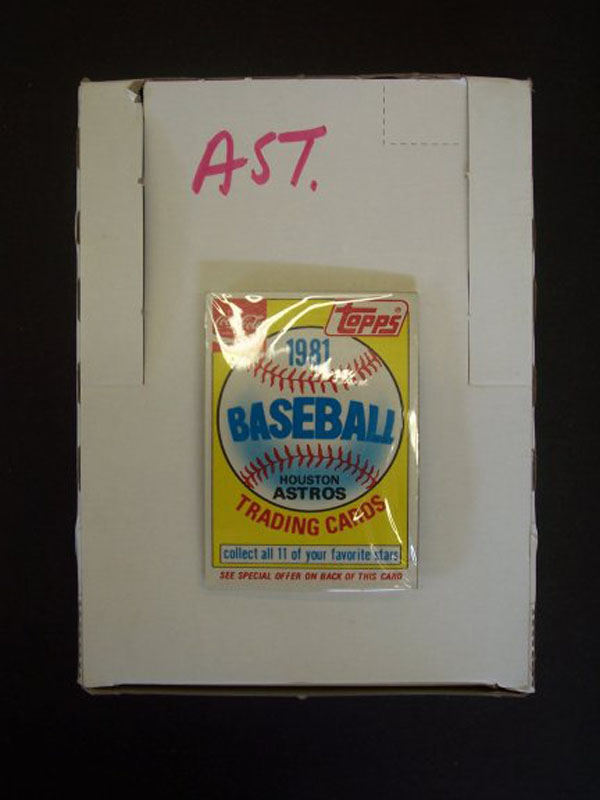 AST.
Topps
1981
BASEBALL
HOUSTON
ASTROS
TRADING CARDS
collect all 11 of your favorite stars
SEE SPECIAL OFFER ON BACK OF THIS CARD